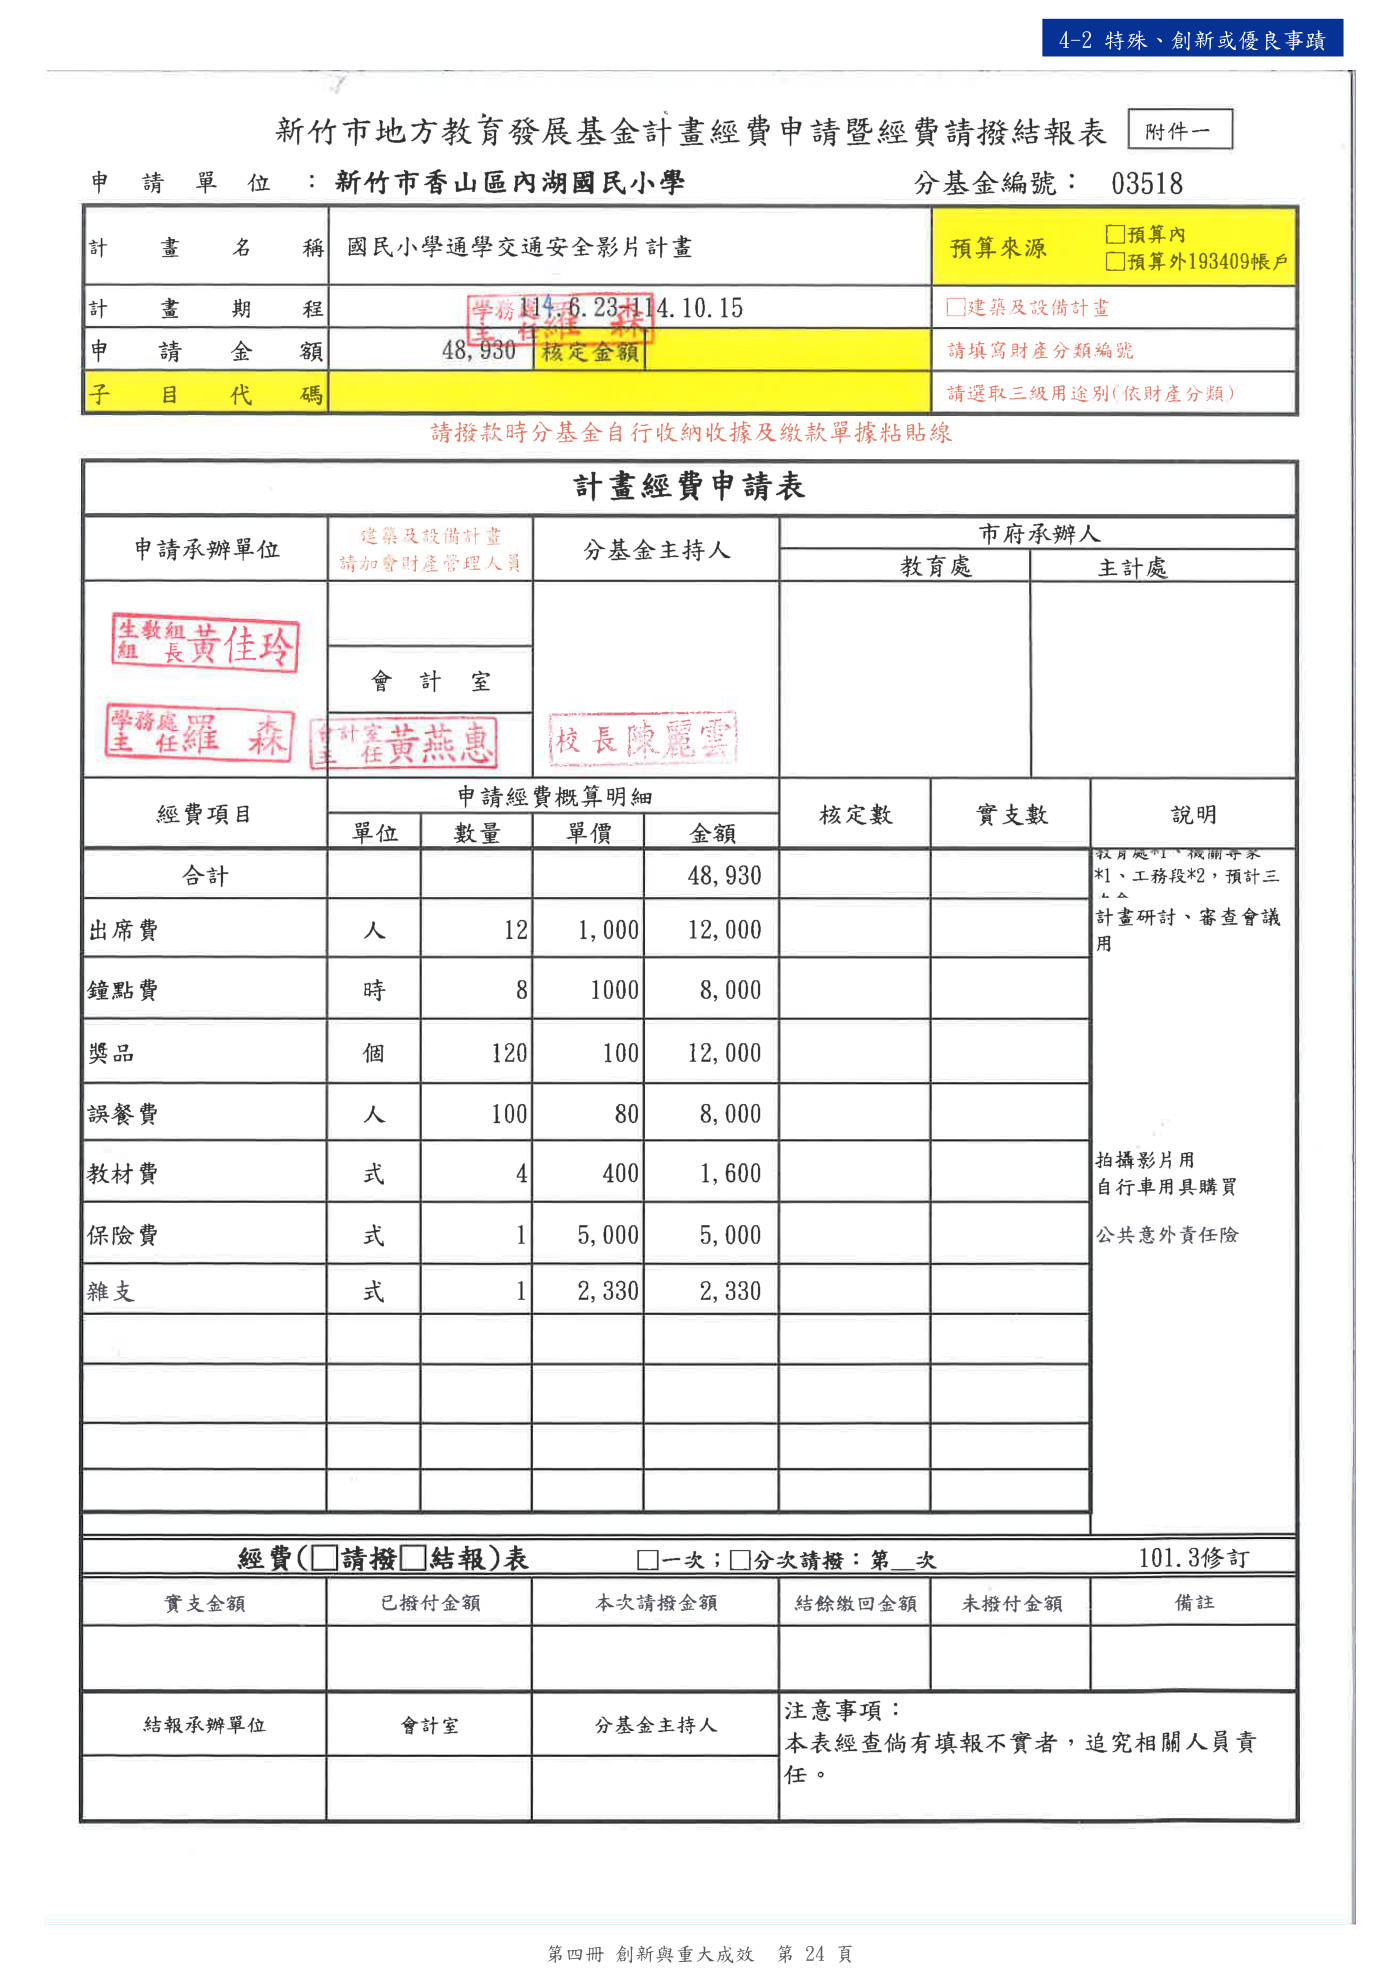 4-2 特殊、創新或優良事蹟
新竹市地方教育發展基金計畫經費申請暨經費請撥結報表 附件一
申請單位：新竹市香山區內湖國民小學 分基金編號： 03518
計畫名稱 國民小學通學交通安全影片計畫 預算來源 □預算內
□預算外193409帳戶
計畫期程 114.6.23-114.10.15 □建築及設備計畫
學務處主任羅森
申請金額 48,930 核定金額 請填寫財產分類編號
子目代碼 請選取三級用途別(依財產分類)
請撥款時分基金自行收納收據及繳款單據粘貼線
計畫經費申請表
申請承辦單位 建築及設備計畫 分基金主持人 市府承辦人
請加會財產管理人員 教育處 主計處
生教組組長黃佳玲
會計室
學務處主任羅森 會計室主任黃燕惠 校長陳麗雲
經費項目 申請經費概算明細 核定數 實支數 說明
單位 數量 單價 金額
合計 48,930 教育處*1、機關專家
*1、工務段*2，預計三
出席費 人 12 1,000 12,000 計畫研討、審查會議
用
鐘點費 時 8 1000 8,000
獎品 個 120 100 12,000
誤餐費 人 100 80 8,000
教材費 式 4 400 1,600 拍攝影片用
自行車用具購買
保險費 式 1 5,000 5,000 公共意外責任險
雜支 式 1 2,330 2,330
經費(□請撥□結報)表 □一次；□分次請撥：第__次 101.3修訂
實支金額 已撥付金額 本次請撥金額 結餘繳回金額 未撥付金額 備註
結報承辦單位 會計室 分基金主持人 注意事項：
本表經查倘有填報不實者，追究相關人員責
任。
第四冊 創新與重大成效 第 24 頁